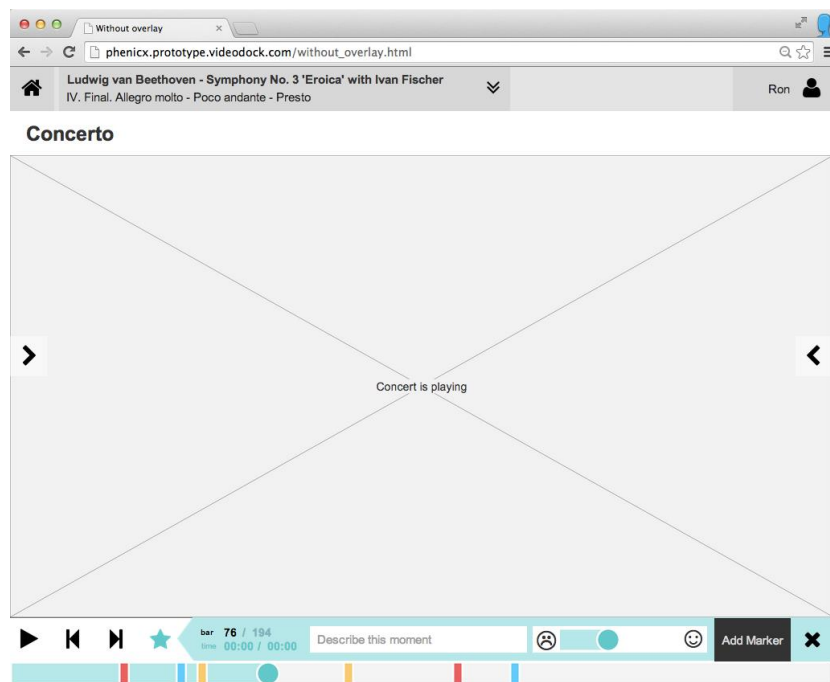 Without overlay
phenicx.prototype.videodock.com/without_overlay.html
Ludwig van Beethoven - Symphony No. 3 'Eroica' with Ivan Fischer
IV. Final. Allegro molto - Poco andante - Presto
Ron
Concerto
Concert is playing
bar 76 / 194
time 00:00 / 00:00
Describe this moment
Add Marker